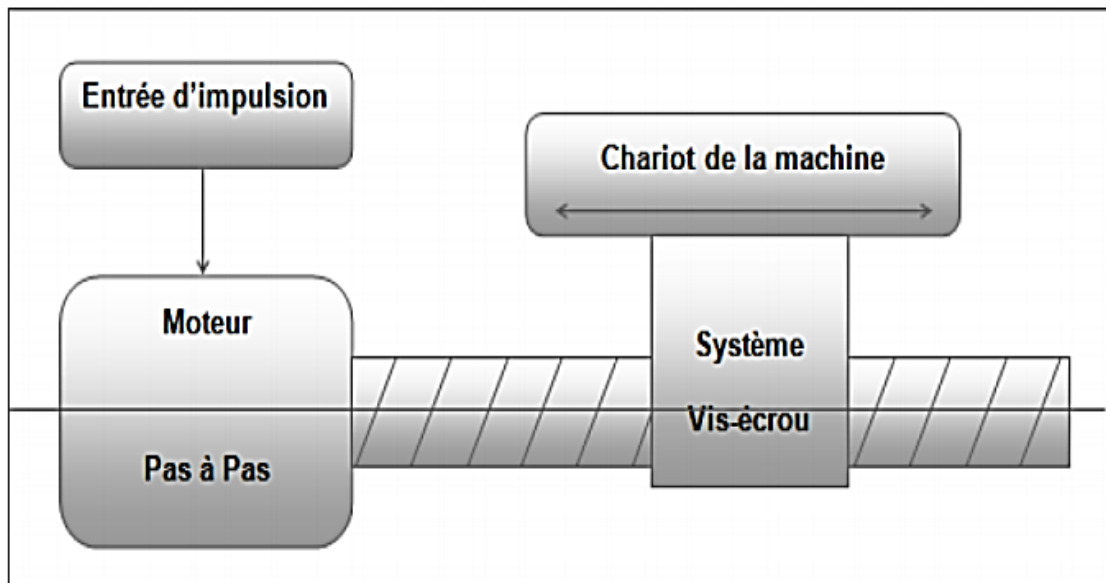 Entrée d'impulsion
Chariot de la machine
Moteur
Pas à Pas
Système
Vis-écrou